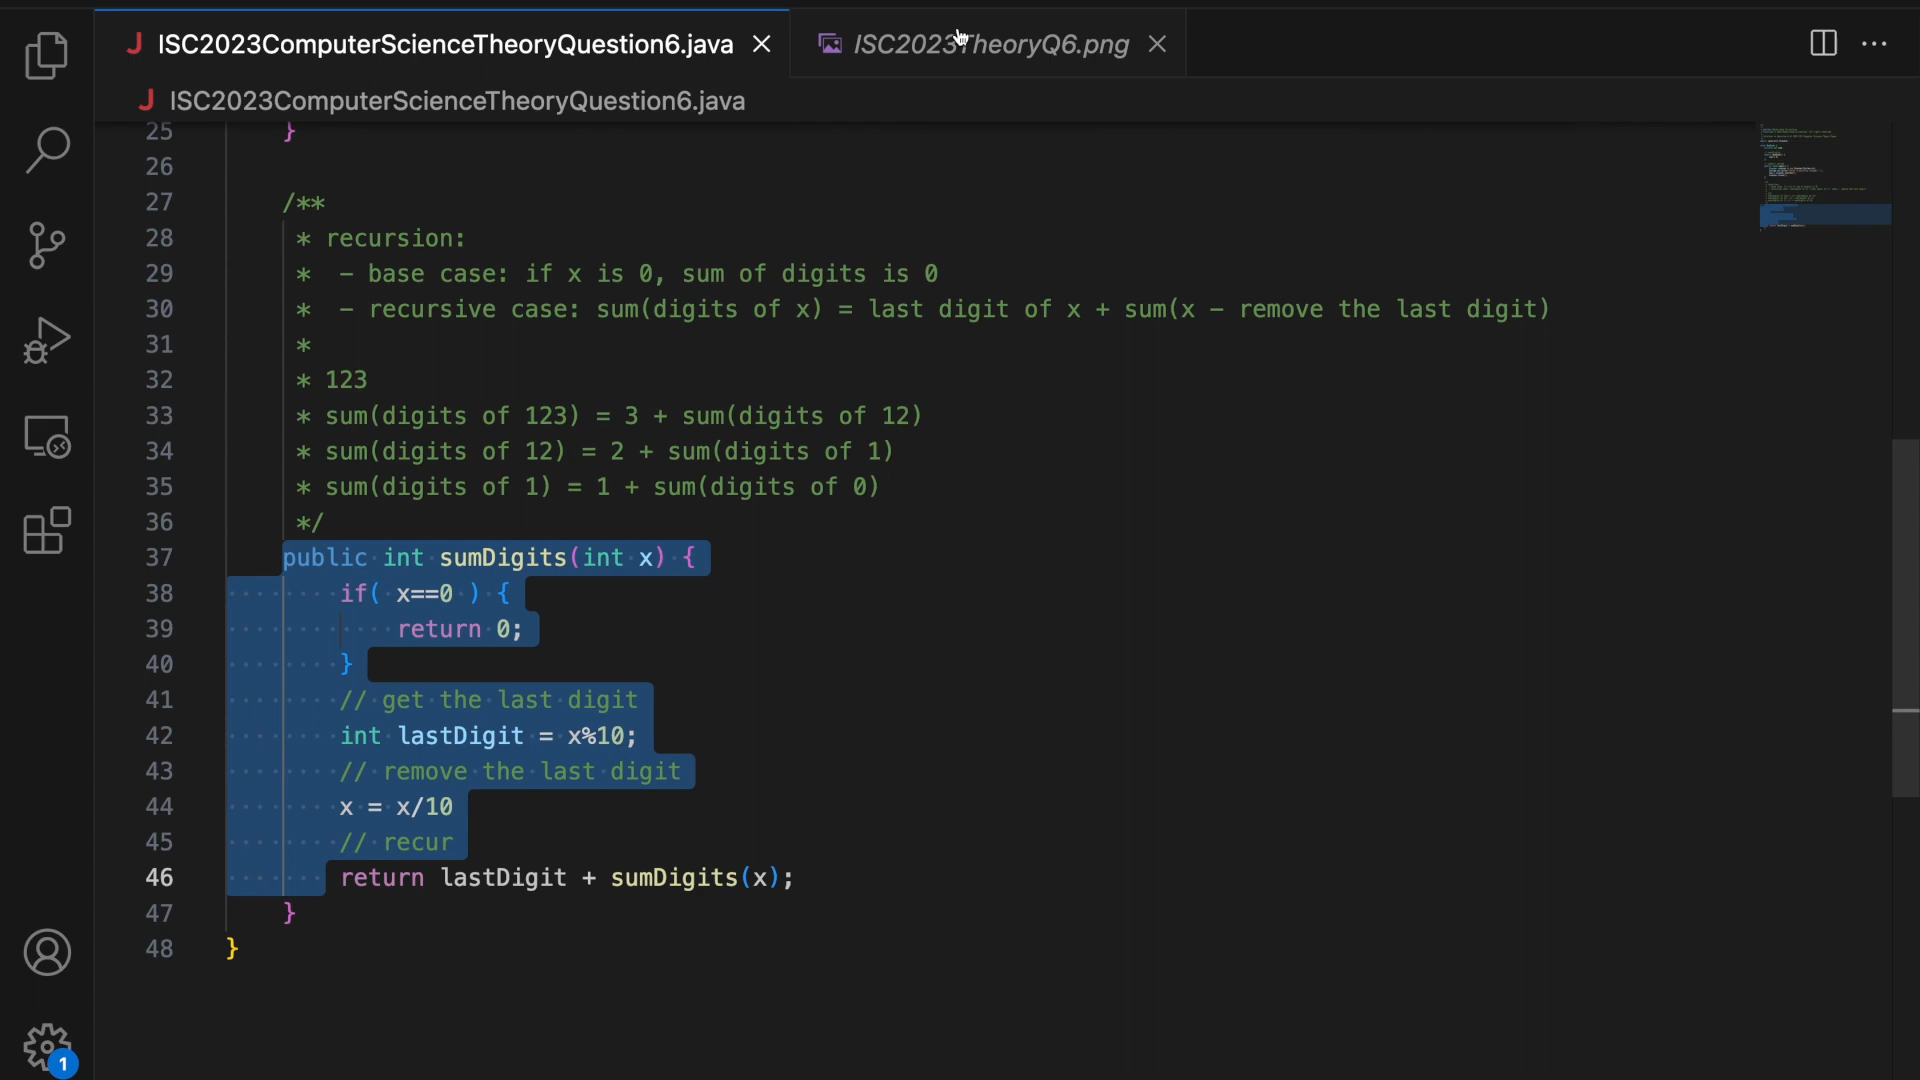 ISC2023ComputerScienceTheoryQuestion6.java
ISC2023TheoryQ6.png
ISC2023ComputerScienceTheoryQuestion6.java
25 }
26
27 /**
28 * recursion:
29 * - base case: if x is 0, sum of digits is 0
30 * - recursive case: sum(digits of x) = last digit of x + sum(x - remove the last digit)
31 *
32 * 123
33 * sum(digits of 123) = 3 + sum(digits of 12)
34 * sum(digits of 12) = 2 + sum(digits of 1)
35 * sum(digits of 1) = 1 + sum(digits of 0)
36 */
37 public int sumDigits(int x) {
38 if( x==0 ) {
39 return 0;
40 }
41 // get the last digit
42 int lastDigit = x%10;
43 // remove the last digit
44 x = x/10
45 // recur
46 return lastDigit + sumDigits(x);
47 }
48 }
1